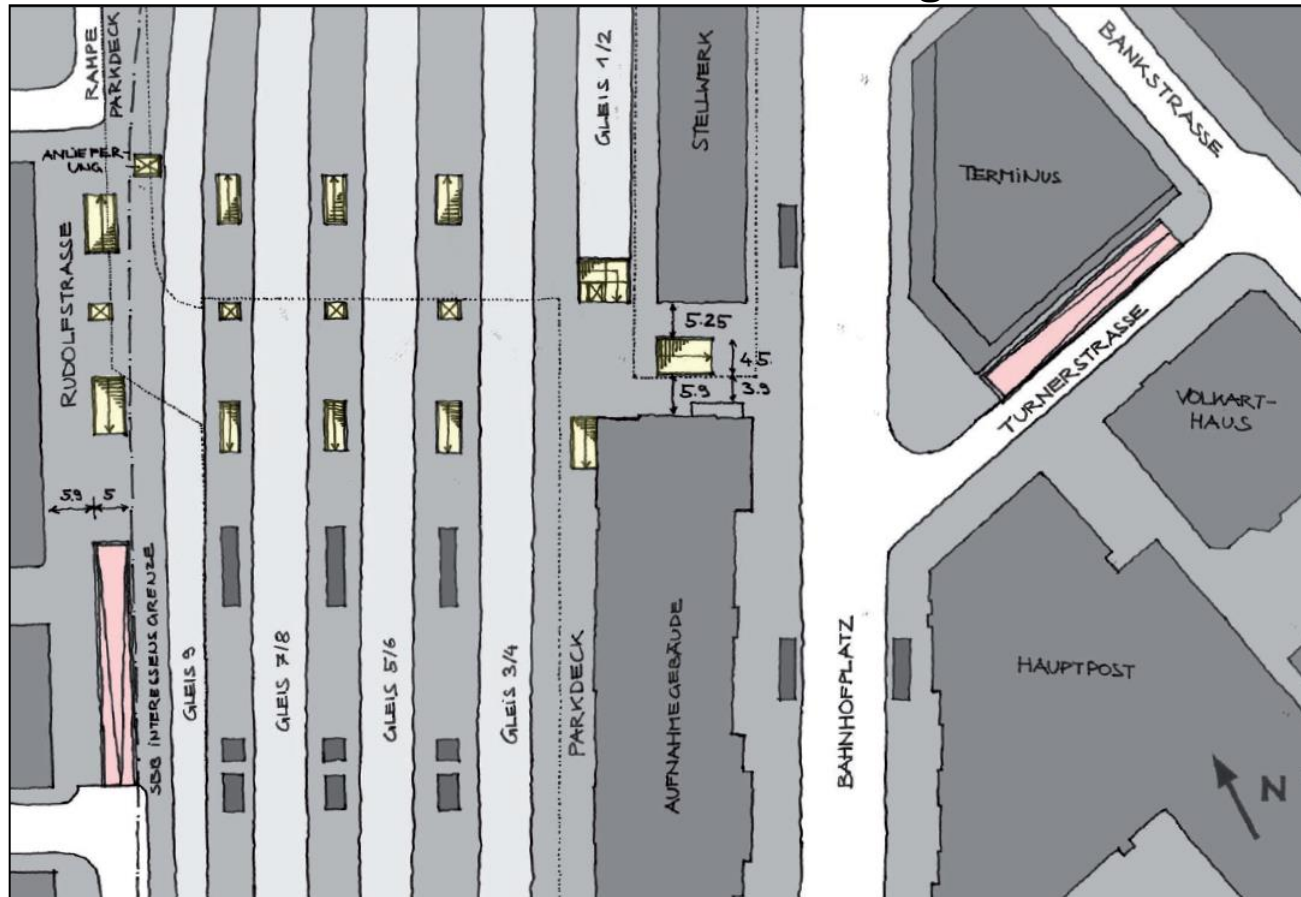 RAMPE
PARKDECK
ANLIEFER-
UNG
RUDOLFSTRASSE
5.9
5
SBB INTERESSENSGRENZE
GLEIS 9
GLEIS 7/8
GLEIS 5/6
GLEIS 3/4
GLEIS 1/2
STELLWERK
5.25
4.5
5.9
3.9
PARKDECK
AUFNAHMEGEBÄUDE
BAHNHOFPLATZ
BANKSTRASSE
TERMINUS
TURNERSTRASSE
VOLKART-
HAUS
HAUPTPOST
N